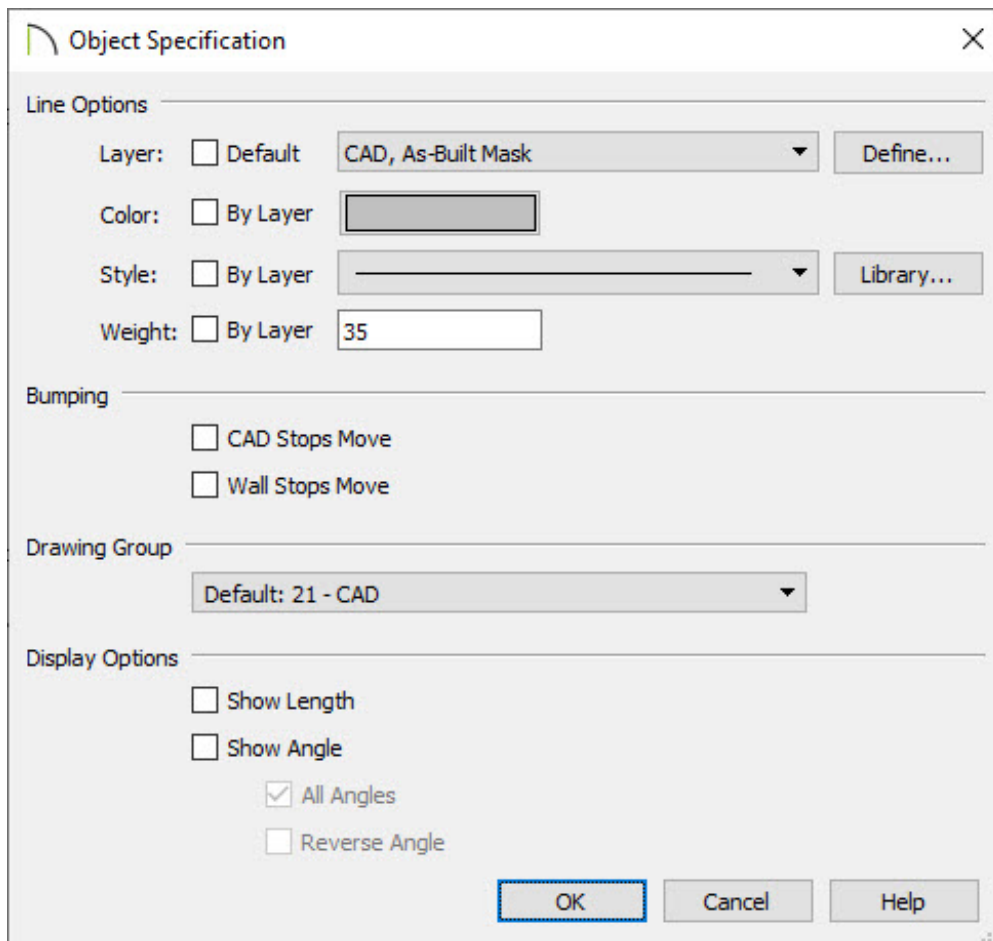 Object Specification
Line Options
Layer: Default CAD, As-Built Mask Define...
Color: By Layer
Style: By Layer Library...
Weight: By Layer 35
Bumping
CAD Stops Move
Wall Stops Move
Drawing Group
Default: 21 - CAD
Display Options
Show Length
Show Angle
All Angles
Reverse Angle
OK Cancel Help